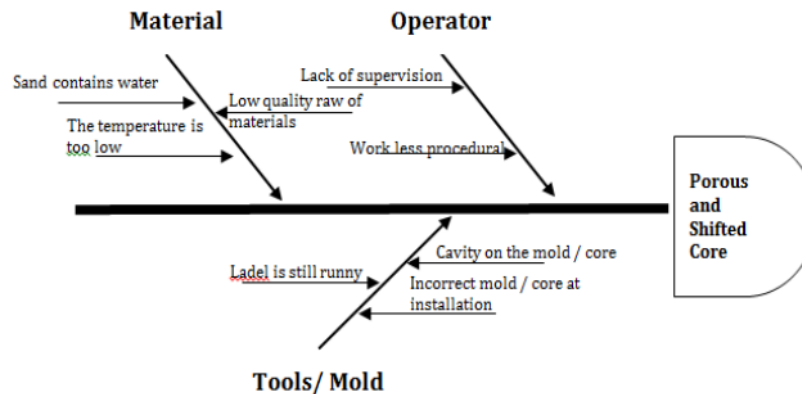 Material
Operator
Sand contains water
Lack of supervision
Low quality raw of
materials
The temperature is
too low
Work less procedural
Porous
and
Shifted
Core
Cavity on the mold / core
Ladel is still runny
Incorrect mold / core at
installation
Tools/ Mold